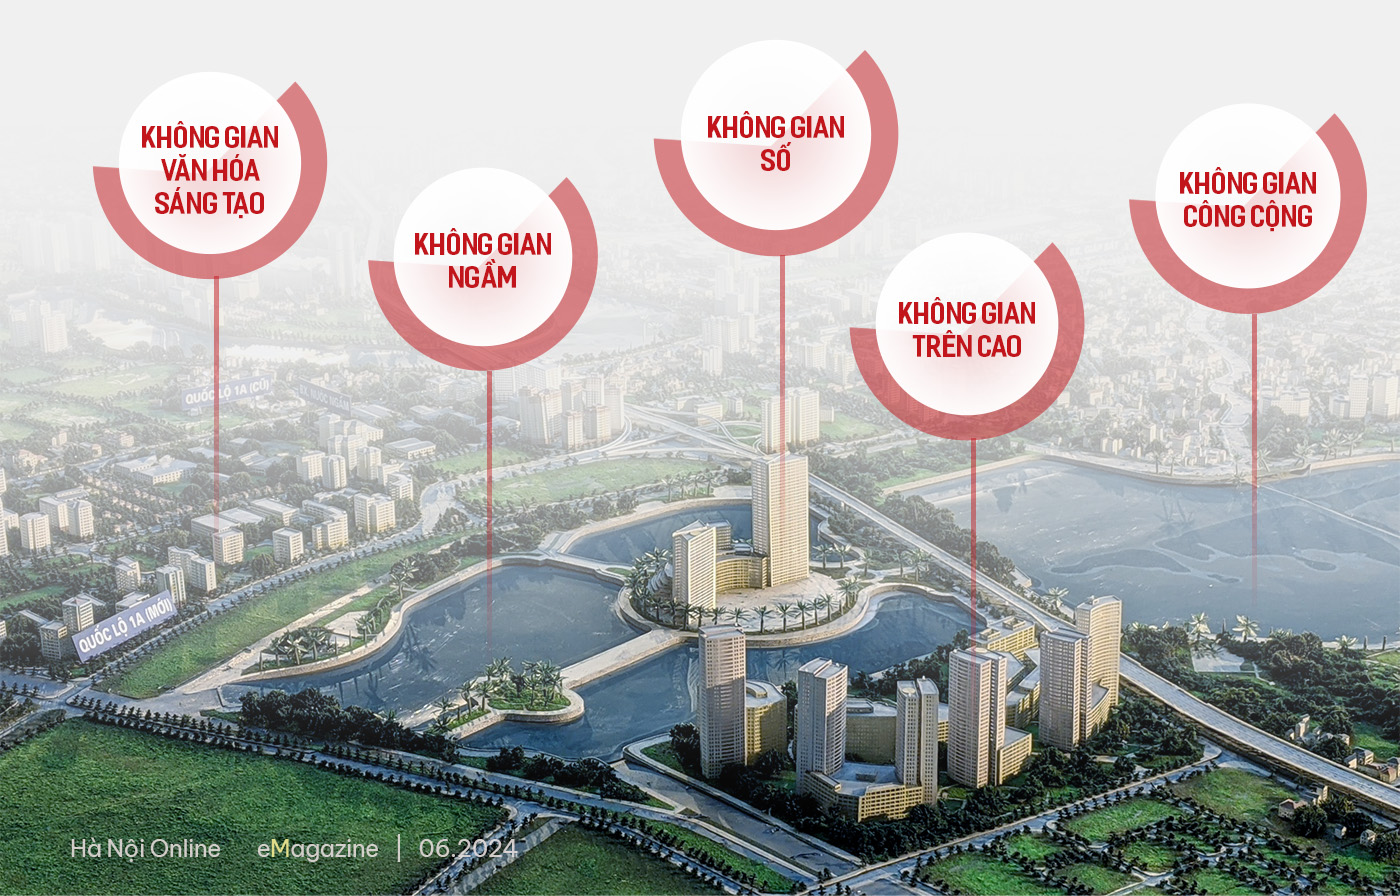 KHÔNG GIAN
VĂN HÓA
SÁNG TẠO
KHÔNG GIAN
NGẦM
KHÔNG GIAN
SỐ
KHÔNG GIAN
TRÊN CAO
KHÔNG GIAN
CÔNG CỘNG
QUỐC LỘ 1A (CŨ)
QUỐC LỘ 1A (MỚI)
Hà Nội Online eMagazine | 06.2024